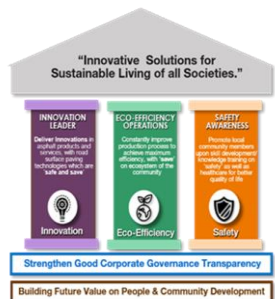 “Innovative Solutions for
Sustainable Living of all Societies.”
INNOVATION
LEADER
Deliver Innovations in
asphalt products and
services, with road
surface paving
technologies which are
'safe and save'
Innovation
ECO-EFFICIENCY
OPERATIONS
Constantly improve
production process to
achieve maximum
efficiency, with 'save'
on ecosystem of the
community
Eco-Efficiency
SAFETY
AWARENESS
Promote local
community members
upon skill development/
knowledge training on
'safety' as well as
healthcare for better
quality of life
Safety
Strengthen Good Corporate Governance Transparency
Building Future Value on People & Community Development